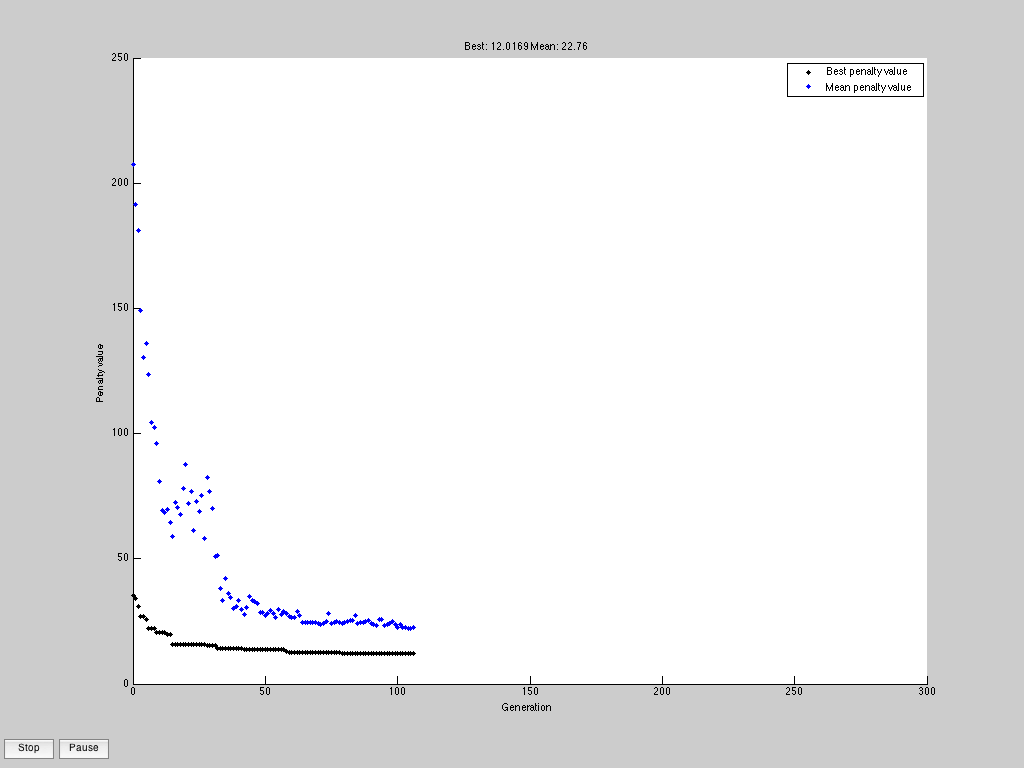 Best: 12.0169 Mean: 22.76
250
200
150
100
50
0
Penalty value
Best penalty value
Mean penalty value
0 50 100 150 200 250 300
Generation
Stop Pause